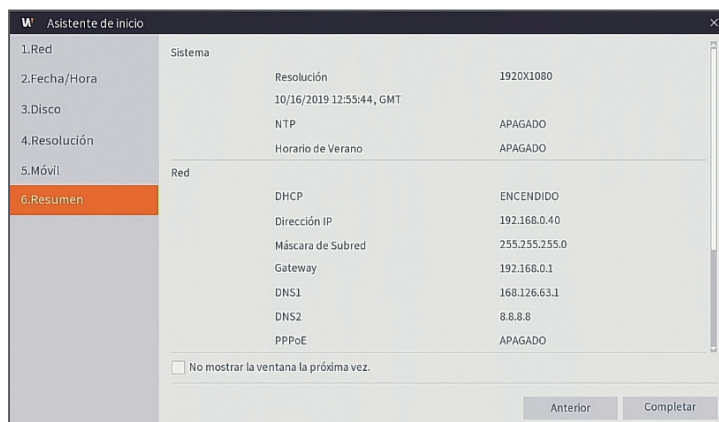 W Asistente de inicio
1.Red
2.Fecha/Hora
3.Disco
4.Resolución
5.Móvil
6.Resumen
Sistema
Resolución 1920X1080
10/16/2019 12:55:44, GMT
NTP APAGADO
Horario de Verano APAGADO
Red
DHCP ENCENDIDO
Dirección IP 192.168.0.40
Máscara de Subred 255.255.255.0
Gateway 192.168.0.1
DNS1 168.126.63.1
DNS2 8.8.8.8
PPPoE APAGADO
No mostrar la ventana la próxima vez.
Anterior Completar